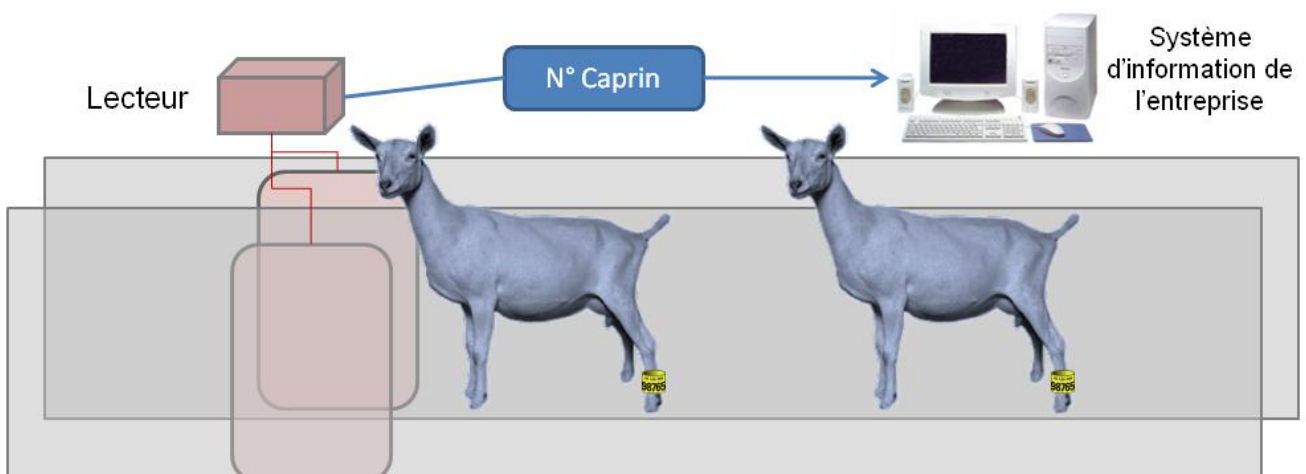 Lecteur
N° Caprin
Système
d'information de
l'entreprise
98765
98765